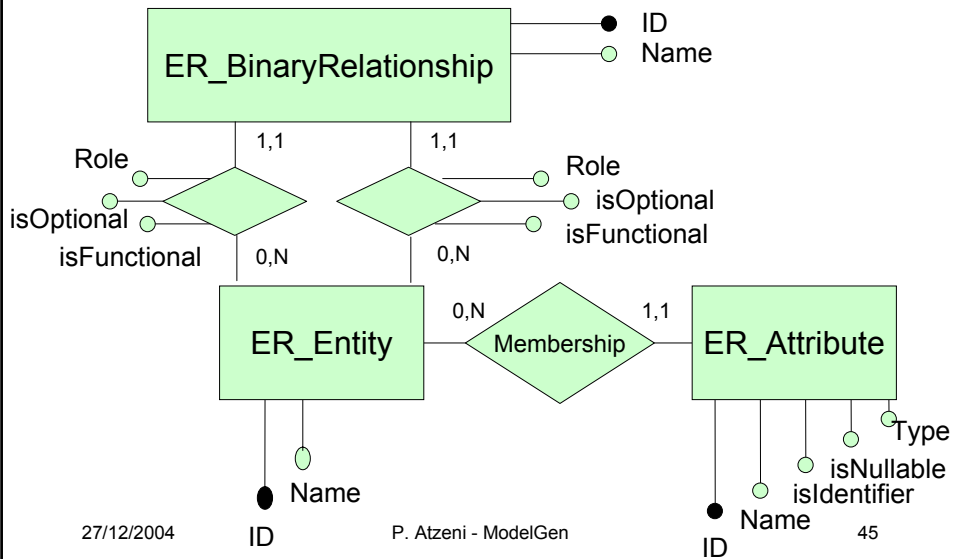 ID
ER_BinaryRelationship
Name
1,1
1,1
Role
Role
isOptional
isOptional
isFunctional
isFunctional
0,N
0,N
0,N
1,1
ER_Entity
Membership
ER_Attribute
Type
isNullable
isIdentifier
Name
Name
ID
ID
27/12/2004
P. Atzeni - ModelGen
45